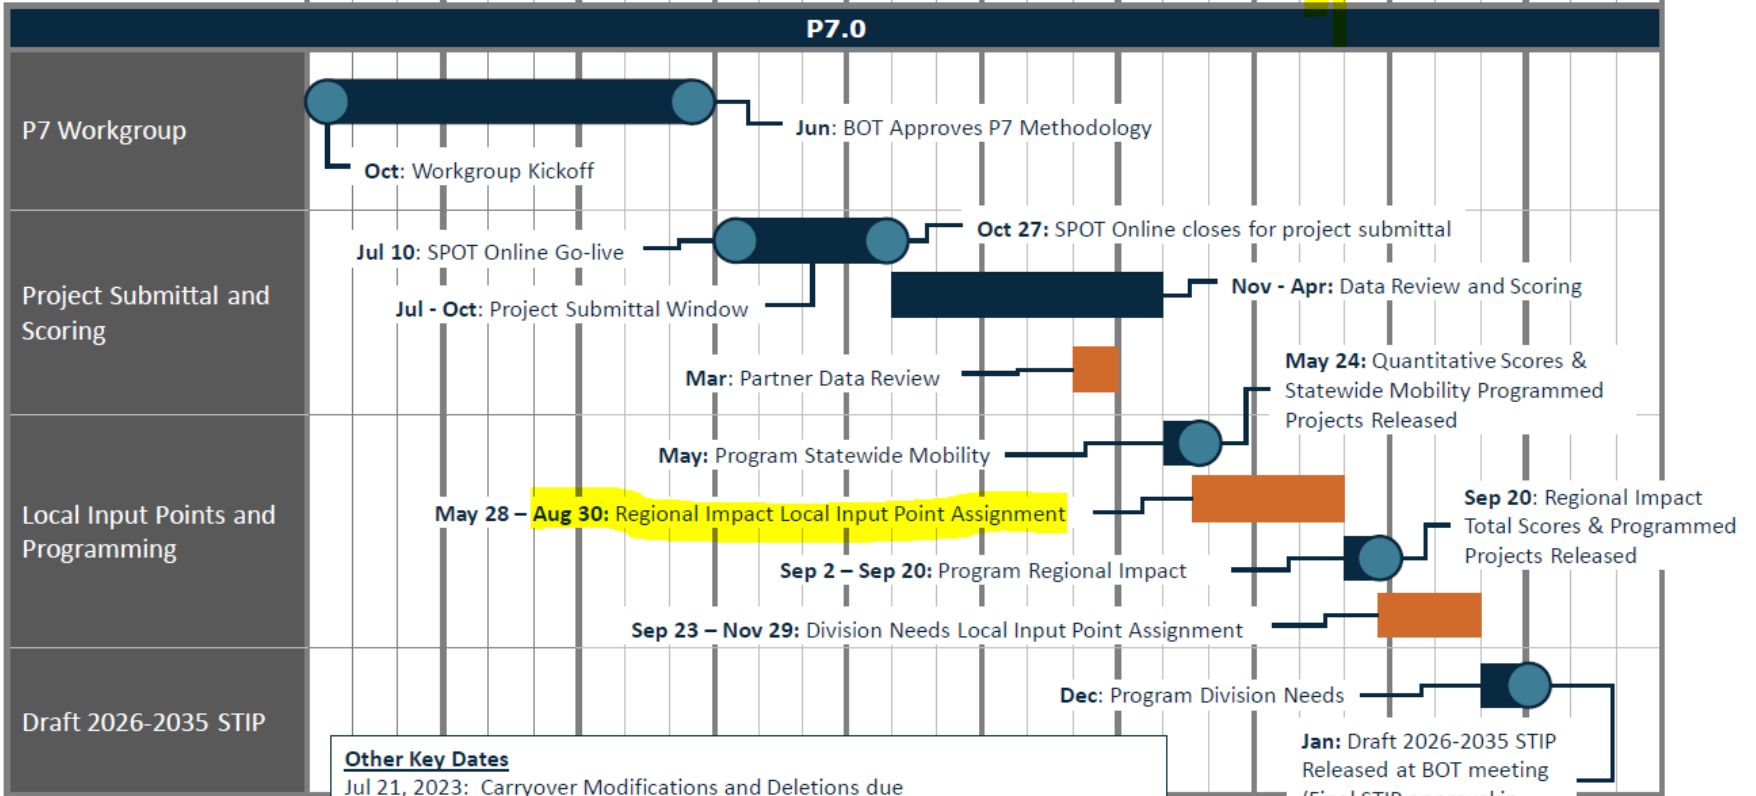 P7.0
P7 Workgroup
Jun: BOT Approves P7 Methodology
Oct: Workgroup Kickoff
Project Submittal and
Scoring
Oct 27: SPOT Online closes for project submittal
Jul 10: SPOT Online Go-live
Nov - Apr: Data Review and Scoring
Jul - Oct: Project Submittal Window
Mar: Partner Data Review
May 24: Quantitative Scores &
Statewide Mobility Programmed
Projects Released
Local Input Points and
Programming
May: Program Statewide Mobility
May 28 – Aug 30: Regional Impact Local Input Point Assignment
Sep 20: Regional Impact
Total Scores & Programmed
Projects Released
Sep 2 – Sep 20: Program Regional Impact
Sep 23 – Nov 29: Division Needs Local Input Point Assignment
Draft 2026-2035 STIP
Dec: Program Division Needs
Jan: Draft 2026-2035 STIP
Released at BOT meeting
Other Key Dates
Jul 21, 2023: Carryover Modifications and Deletions due